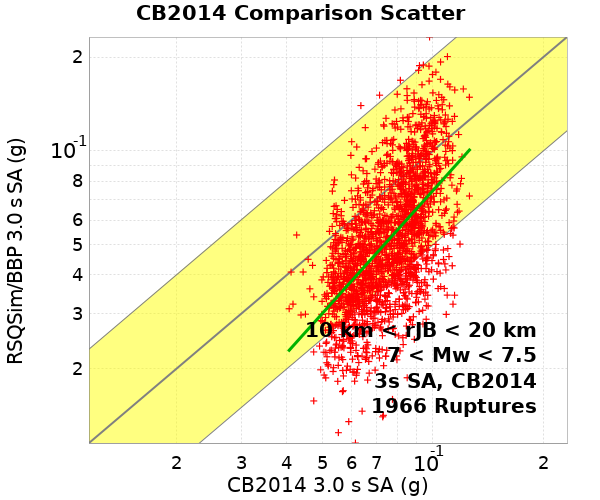 CB2014 Comparison Scatter
RSQSim/BBP 3.0 s SA (g)
2
10^-1
8
6
5
4
3
2
10 km < rJB < 20 km
7 < Mw < 7.5
3s SA, CB2014
1966 Ruptures
2 3 4 5 6 7 10^-1 2
CB2014 3.0 s SA (g)